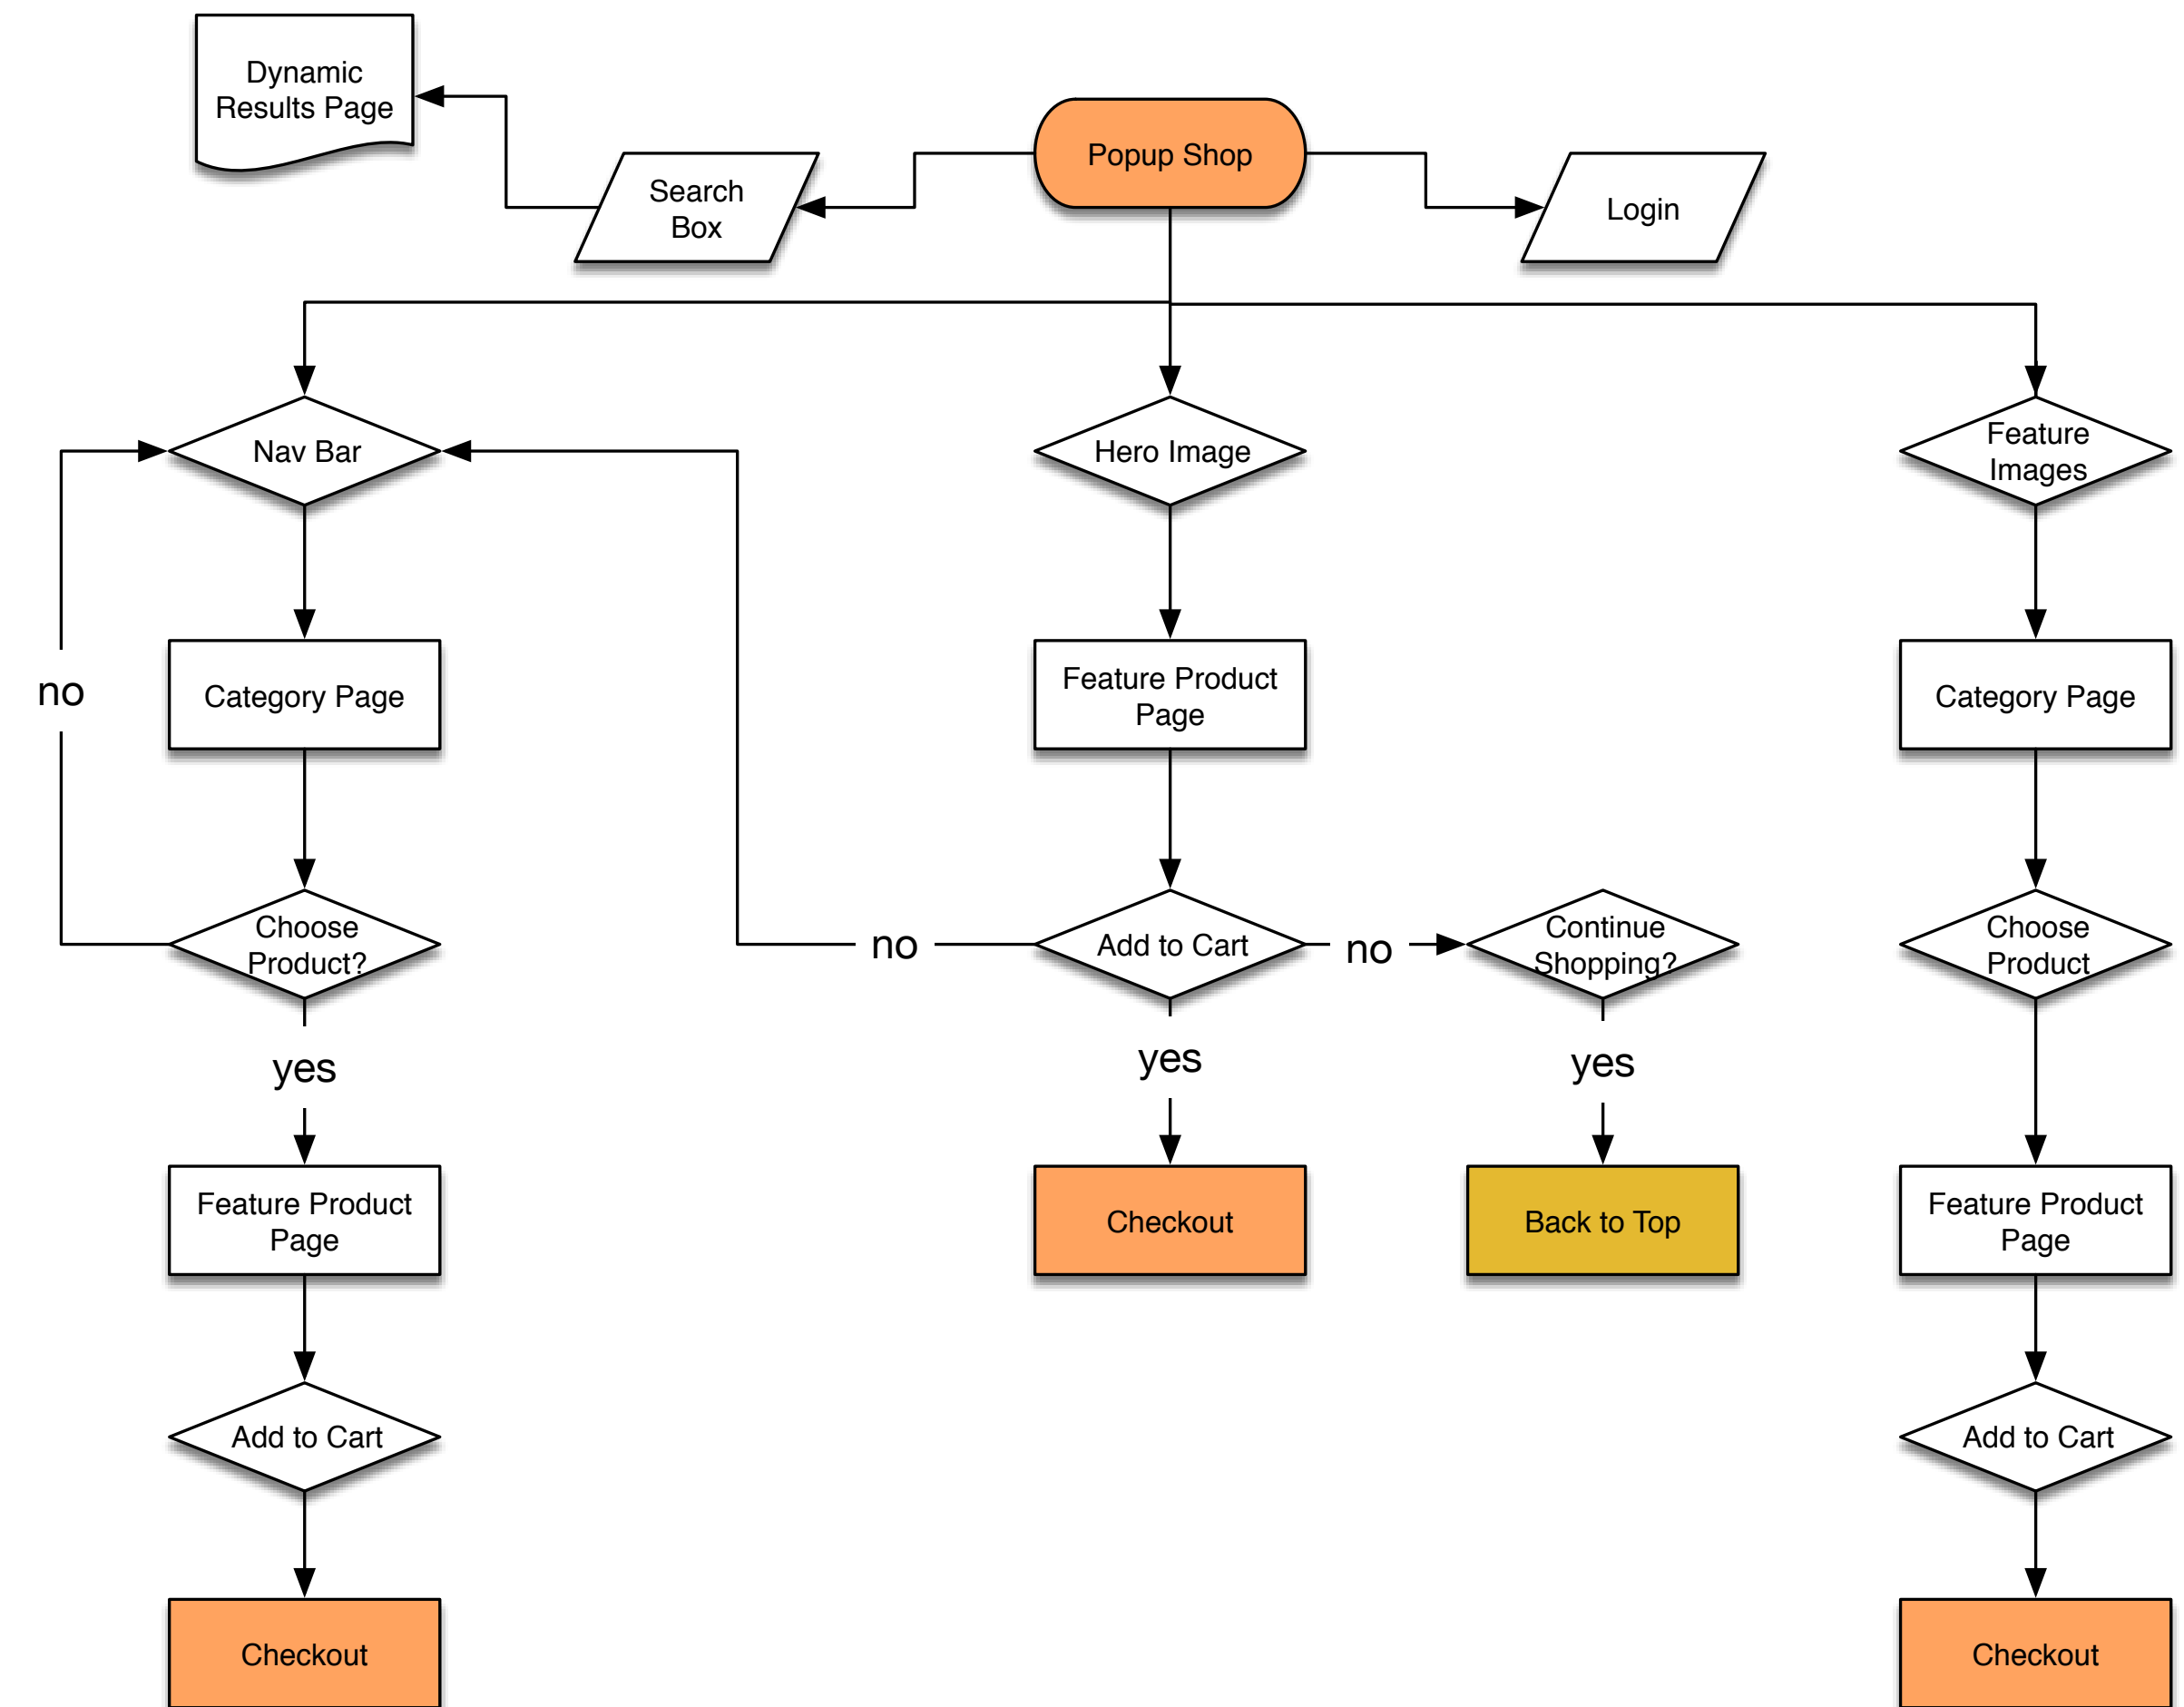 Dynamic
Results Page
Popup Shop
Search
Box
Login
Nav Bar
Hero Image
Feature
Images
no
Category Page
Feature Product
Page
Category Page
Choose
Product?
no
Add to Cart
no
Continue
Shopping?
Choose
Product
yes
yes
yes
Feature Product
Page
Checkout
Back to Top
Feature Product
Page
Add to Cart
Add to Cart
Checkout
Checkout